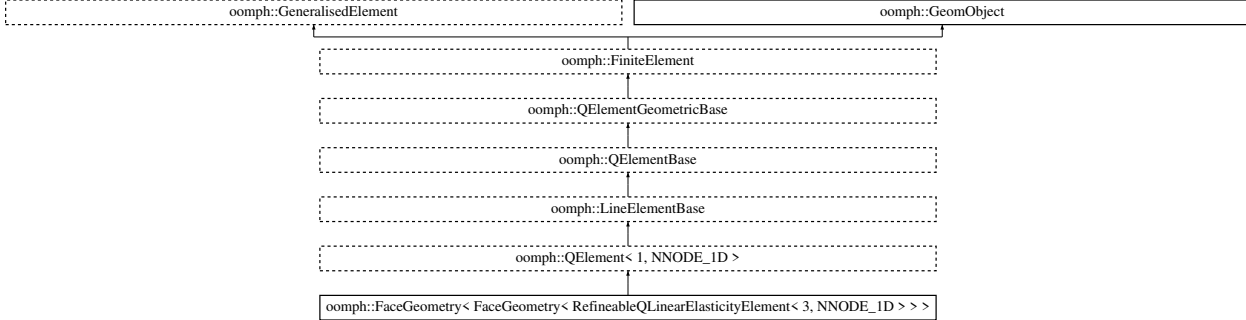 oomph::GeneralisedElement
oomph::GeomObject
oomph::FiniteElement
oomph::QElementGeometricBase
oomph::QElementBase
oomph::LineElementBase
oomph::QElement< 1, NNODE_1D >
oomph::FaceGeometry< FaceGeometry< RefineableQLinearElasticityElement< 3, NNODE_1D > > >